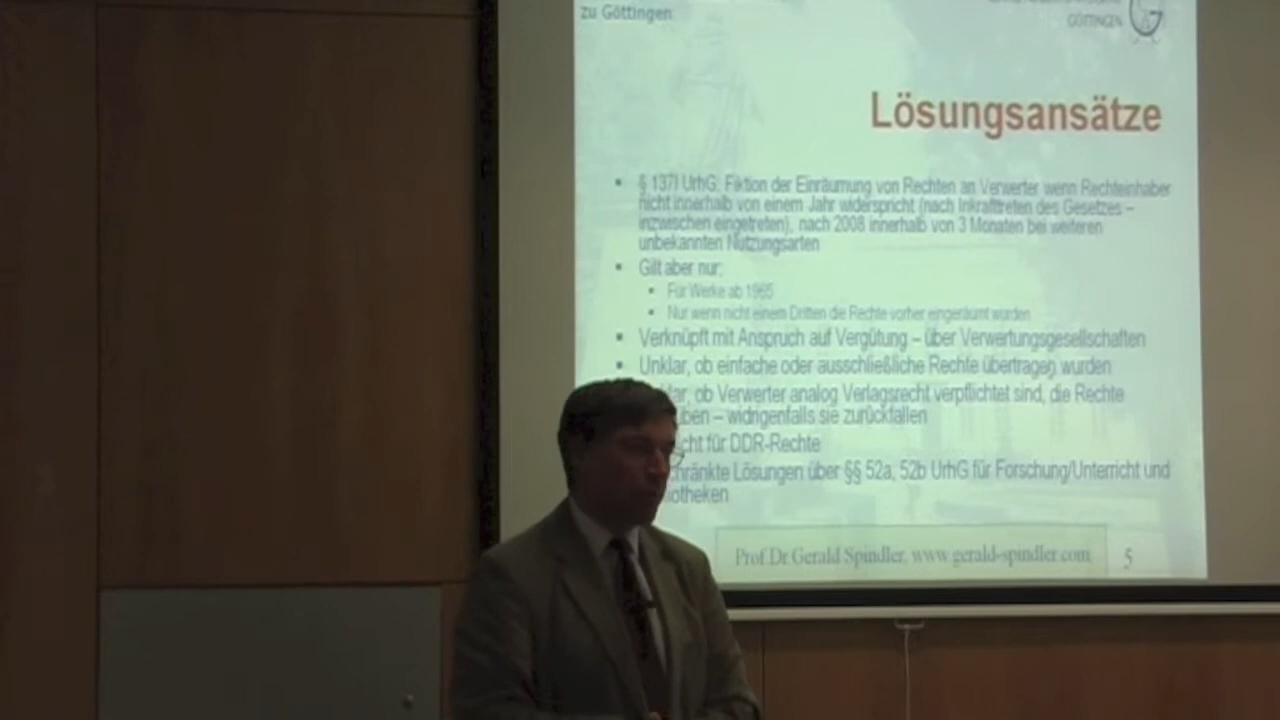 zu Göttingen
GÖTTINGEN
Lösungsansätze
§ 137l UrhG: Fiktion der Einräumung von Rechten an Verwerter wenn Rechteinhaber
nicht innerhalb von einem Jahr widerspricht (nach Inkrafttreten des Gesetzes –
inzwischen eingetreten), nach 2008 innerhalb von 3 Monaten bei weiteren
unbekannten Nutzungsarten
Gilt aber nur:
Für Werke ab 1965
Nur wenn nicht einem Dritten die Rechte vorher eingeräumt wurden
Verknüpft mit Anspruch auf Vergütung – über Verwertungsgesellschaften
Unklar, ob einfache oder ausschließliche Rechte übertragen wurden
ob Verwerter analog Verlagsrecht verpflichtet sind, die Rechte
– widrigenfalls sie zurückfallen
für DDR-Rechte
Lösungen über §§ 52a, 52b UrhG für Forschung/Unterricht und
Prof.Dr.Gerald Spindler, www.gerald-spindler.com
5